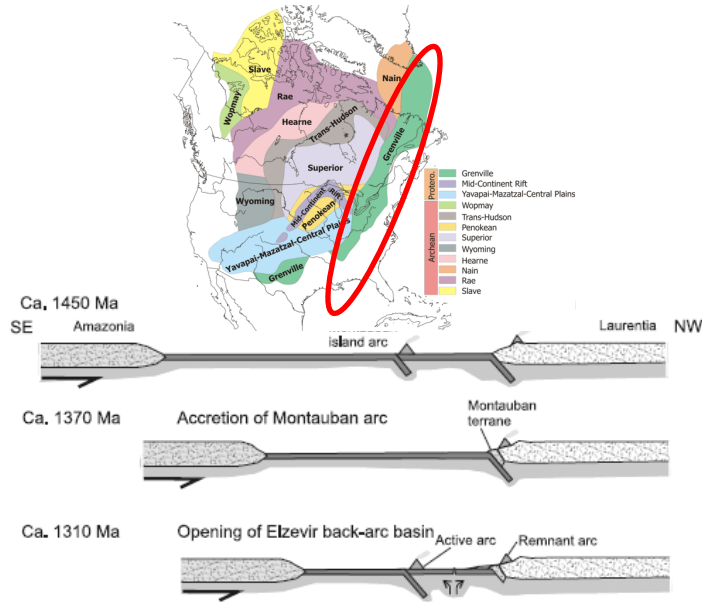 Slave
Wopmay
Rae
Nain
Hearne
Trans-Hudson
Grenville
Superior
Wyoming
Mid-Continent Rift
Penokean
Yavapai-Mazatzal-Central Plains
Grenville
Protero.
Archean
Grenville
Mid-Continent Rift
Yavapai-Mazatzal-Central Plains
Wopmay
Trans-Hudson
Penokean
Superior
Wyoming
Hearne
Nain
Rae
Slave
Ca. 1450 Ma
SE Amazonia island arc Laurentia NW
Ca. 1370 Ma Accretion of Montauban arc
Montauban
terrane
Ca. 1310 Ma Opening of Elzevir back-arc basin
Active arc Remnant arc